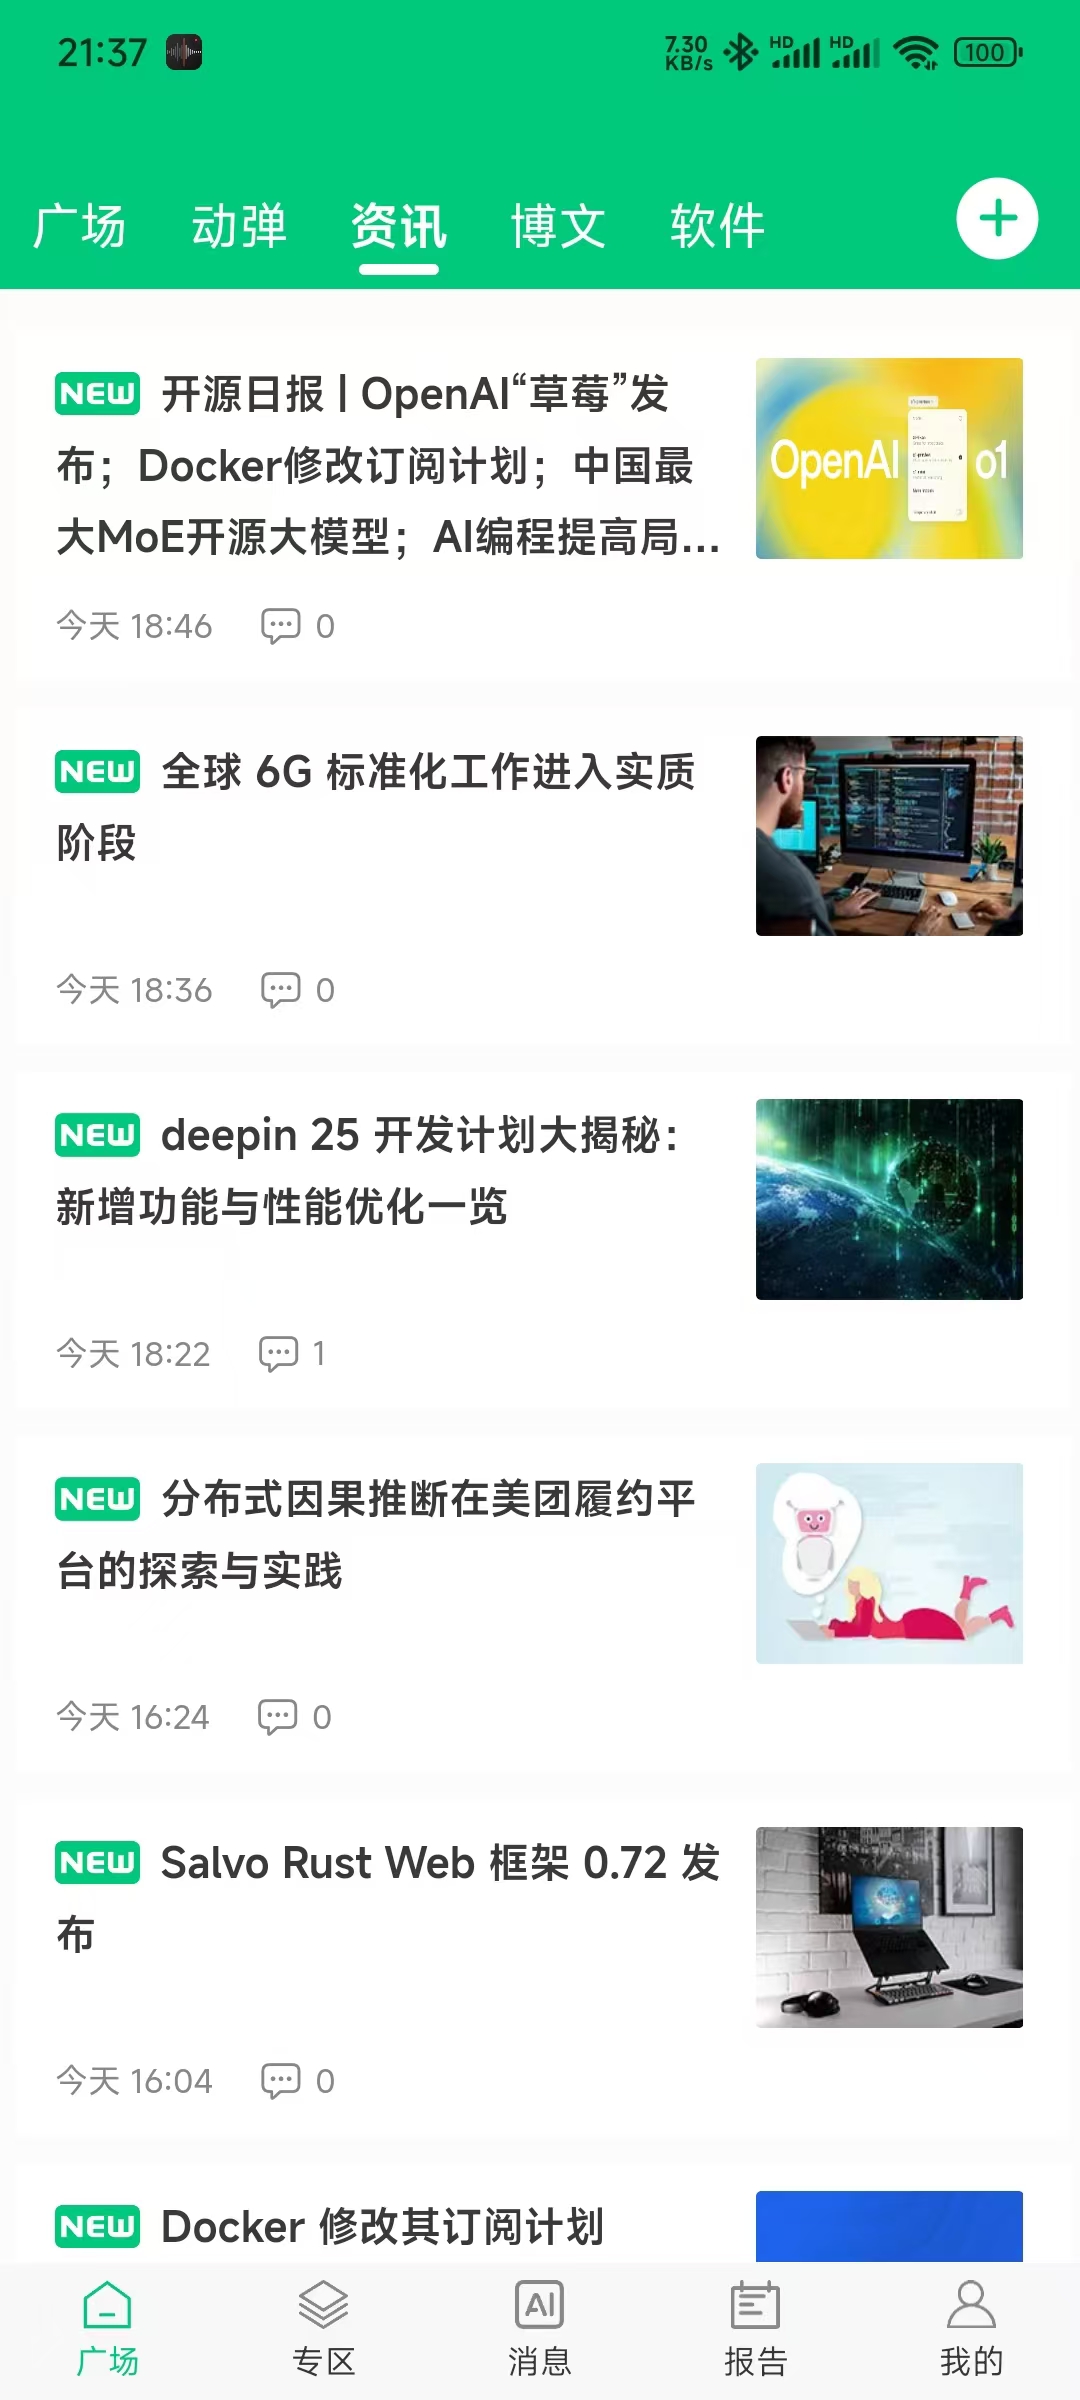 21:37
7.30
KB/s
HD
HD
100
广场
动弹
资讯
博文
软件
NEW 开源日报 | OpenAI“草莓”发
布；Docker修改订阅计划；中国最
大MoE开源大模型；AI编程提高局...
OpenAI o1
今天 18:46
0
NEW 全球 6G 标准化工作进入实质
阶段
今天 18:36
0
NEW deepin 25 开发计划大揭秘：
新增功能与性能优化一览
今天 18:22
1
NEW 分布式因果推断在美团履约平
台的探索与实践
今天 16:24
0
NEW Salvo Rust Web 框架 0.72 发
布
今天 16:04
0
NEW Docker 修改其订阅计划
广场
专区
AI
消息
报告
我的